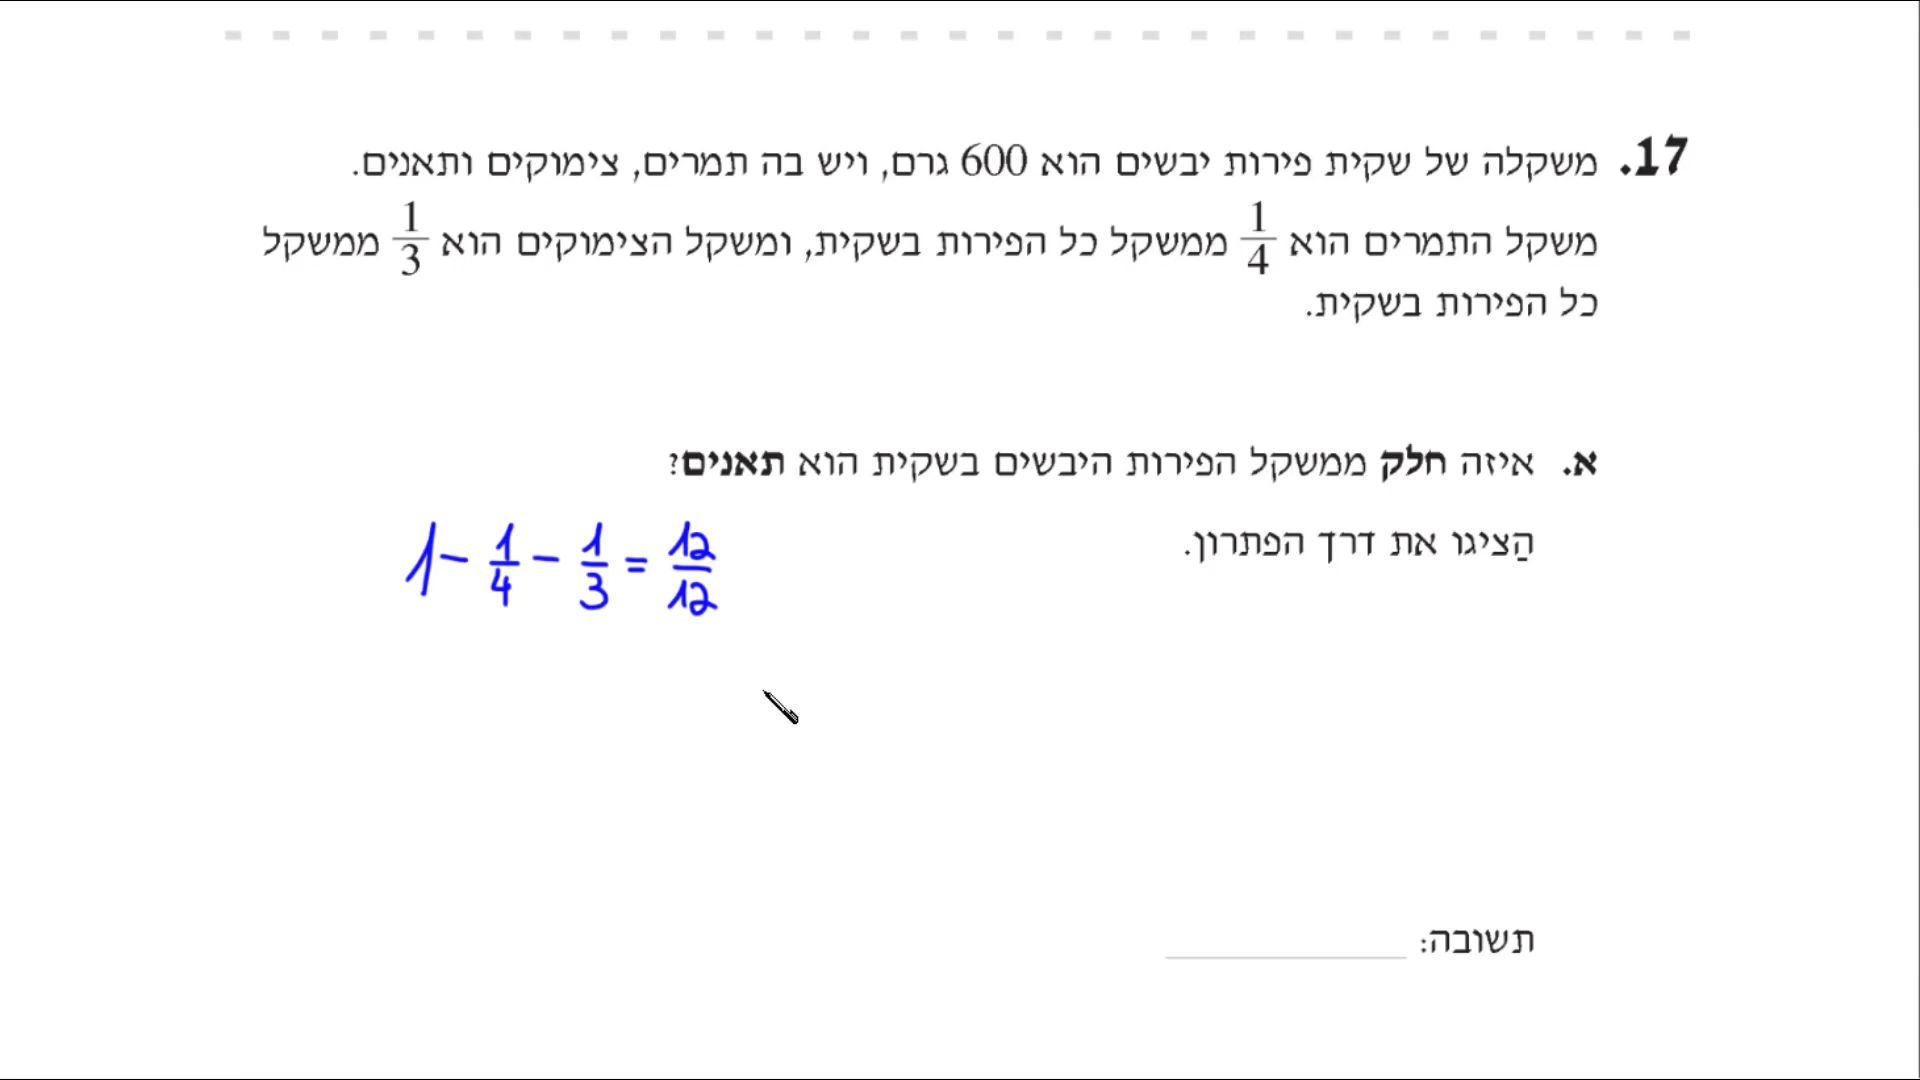 17. משקלה של שקית פירות יבשים הוא 600 גרם, ויש בה תמרים, צימוקים ותאנים.
משקל התמרים הוא 1/4 ממשקל כל הפירות בשקית, ומשקל הצימוקים הוא 1/3 ממשקל
כל הפירות בשקית.
א. איזה חלק ממשקל הפירות היבשים בשקית הוא תאנים?
הַציגו את דרך הפתרון.
1 - 1/4 - 1/3 = 12/12
תשובה: